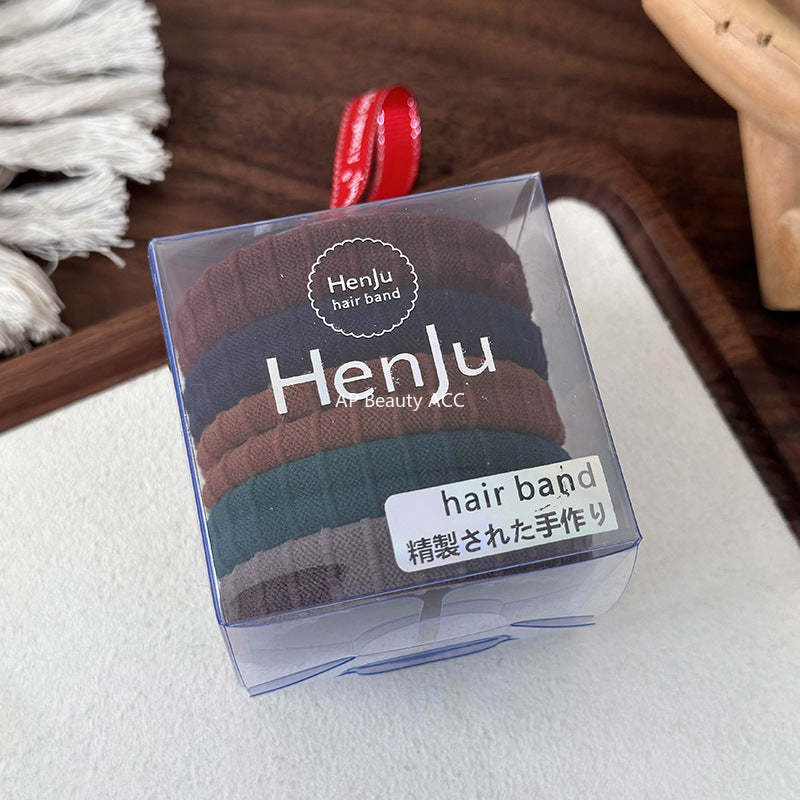 HenJu
hair band
HenJu
AP Beauty ACC
hair band
精製された手作り